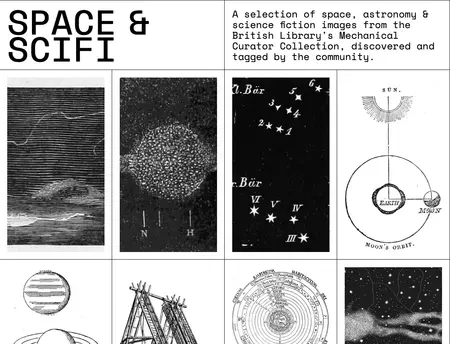 SPACE &
SCIFI
A selection of space, astronomy &
science fiction images from the
British Library's Mechanical
Curator Collection, discovered and
tagged by the community.
Bär
6
5
3
4
2
1
Bär
VI
V
IV
III
N
H
SUN.
EARTH
MOON
MOON'S ORBIT.